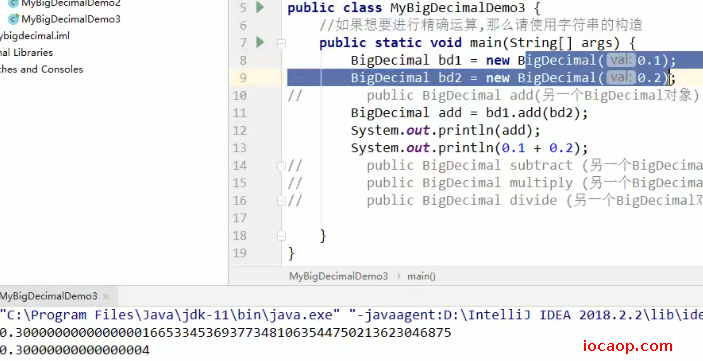 MyBigDecimalDemo2
MyBigDecimalDemo3
ybigdecimal.iml
nal Libraries
ches and Consoles
5
6 public class MyBigDecimalDemo3 {
//如果想要进行精确运算,那么请使用字符串的构造
7 public static void main(String[] args) {
8 BigDecimal bd1 = new BigDecimal( val: 0.1);
9 BigDecimal bd2 = new BigDecimal( val: 0.2);
10 // public BigDecimal add(另一个BigDecimal对象)
11 BigDecimal add = bd1.add(bd2);
12 System.out.println(add);
13 System.out.println(0.1 + 0.2);
14 // public BigDecimal subtract (另一个BigDecima
15 // public BigDecimal multiply (另一个BigDecima
16 // public BigDecimal divide (另一个BigDecimal对
17
18 }
19 }
MyBigDecimalDemo3 › main()
MyBigDecimalDemo3 ×
"C:\Program Files\Java\jdk-11\bin\java.exe" "-javaagent:D:\IntelliJ IDEA 2018.2.2\lib\ide
0.3000000000000000166533453693773481063544750213623046875
0.30000000000000004
iocaop.com